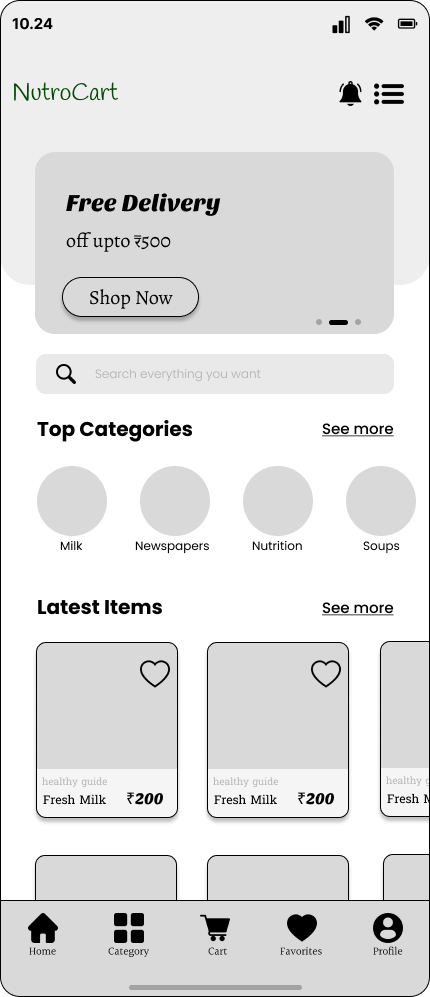 10.24
NutroCart
Free Delivery
off upto ₹500
Shop Now
Search everything you want
Top Categories See more
Milk Newspapers Nutrition Soups
Latest Items See more
healthy guide healthy guide healthy g
Fresh Milk ₹200 Fresh Milk ₹200 Fresh M
Home Category Cart Favorites Profile